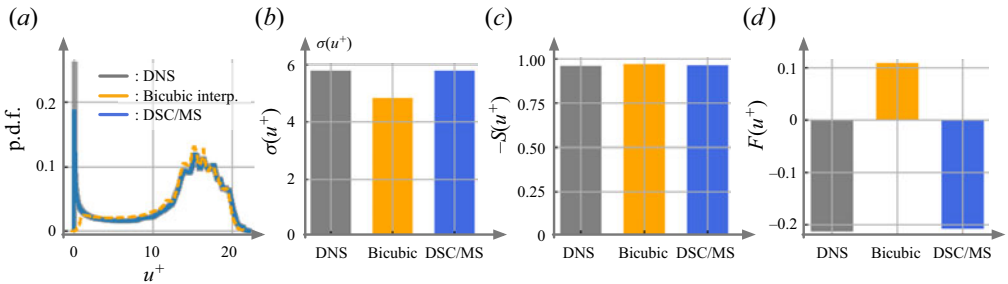 (a)
p.d.f.
0.2
0.1
0
: DNS
: Bicubic interp.
: DSC/MS
0 10 20
u+
(b)
σ(u+)
σ(u+)
6
4
2
6
0
DNS Bicubic DSC/MS
(c)
−S(u+)
1.00
0.75
0.50
0.25
0
DNS Bicubic DSC/MS
(d)
F(u+)
0.1
0
−0.1
−0.2
DNS Bicubic DSC/MS